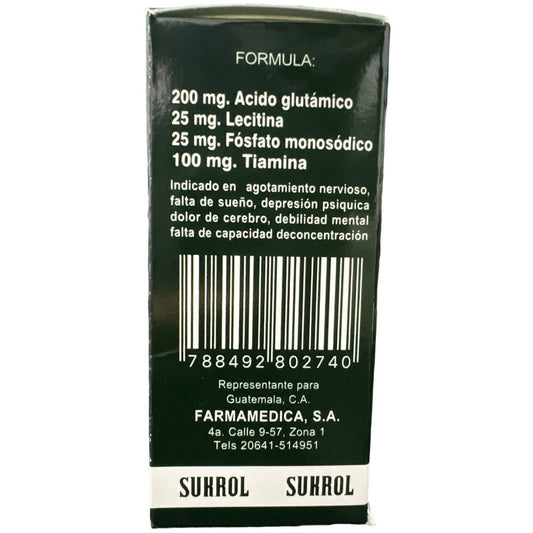 FORMULA:
200 mg. Acido glutámico
25 mg. Lecitina
25 mg. Fósfato monosódico
100 mg. Tiamina
Indicado en agotamiento nervioso,
falta de sueño, depresión psiquica
dolor de cerebro, debilidad mental
falta de capacidad deconcentración
788492 802740
Representante para
Guatemala, C.A.
FARMAMEDICA, S.A.
4a. Calle 9-57, Zona 1
Tels 20641-514951
SUKROL SUKROL